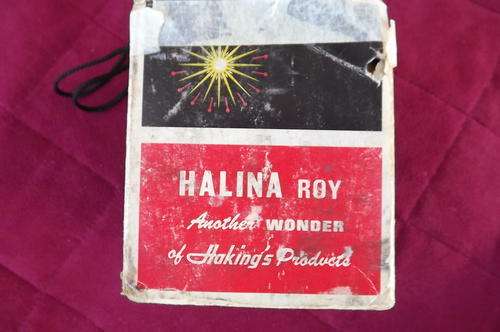 HALINA ROY
Another WONDER
of Haking's Products